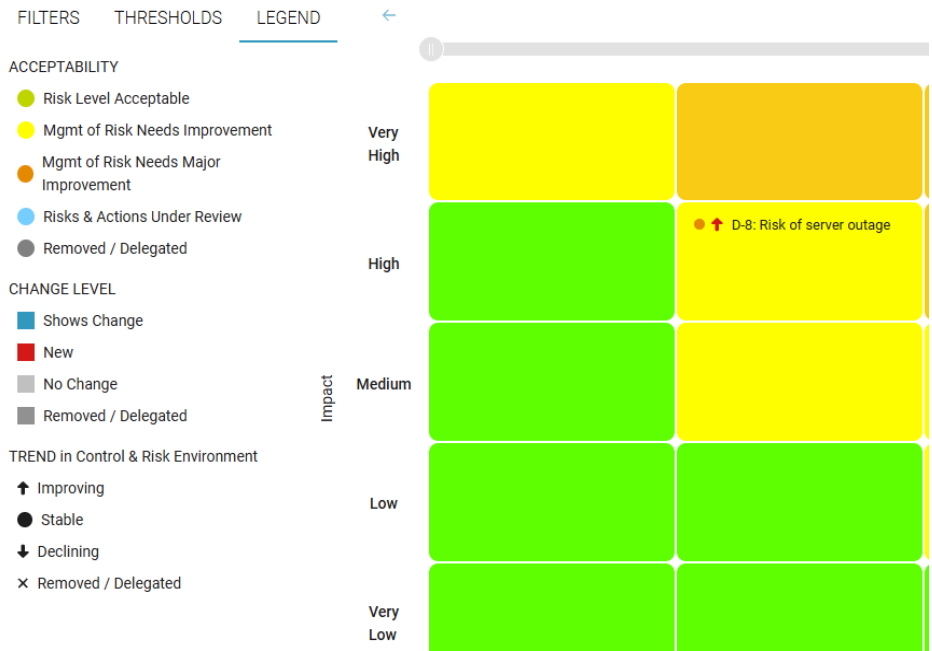 FILTERS THRESHOLDS LEGEND
ACCEPTABILITY
Risk Level Acceptable
Mgmt of Risk Needs Improvement
Mgmt of Risk Needs Major
Improvement
Risks & Actions Under Review
Removed / Delegated
CHANGE LEVEL
Shows Change
New
No Change
Removed / Delegated
TREND in Control & Risk Environment
Improving
Stable
Declining
Removed / Delegated
Impact
Very
High
High
D-8: Risk of server outage
Medium
Low
Very
Low